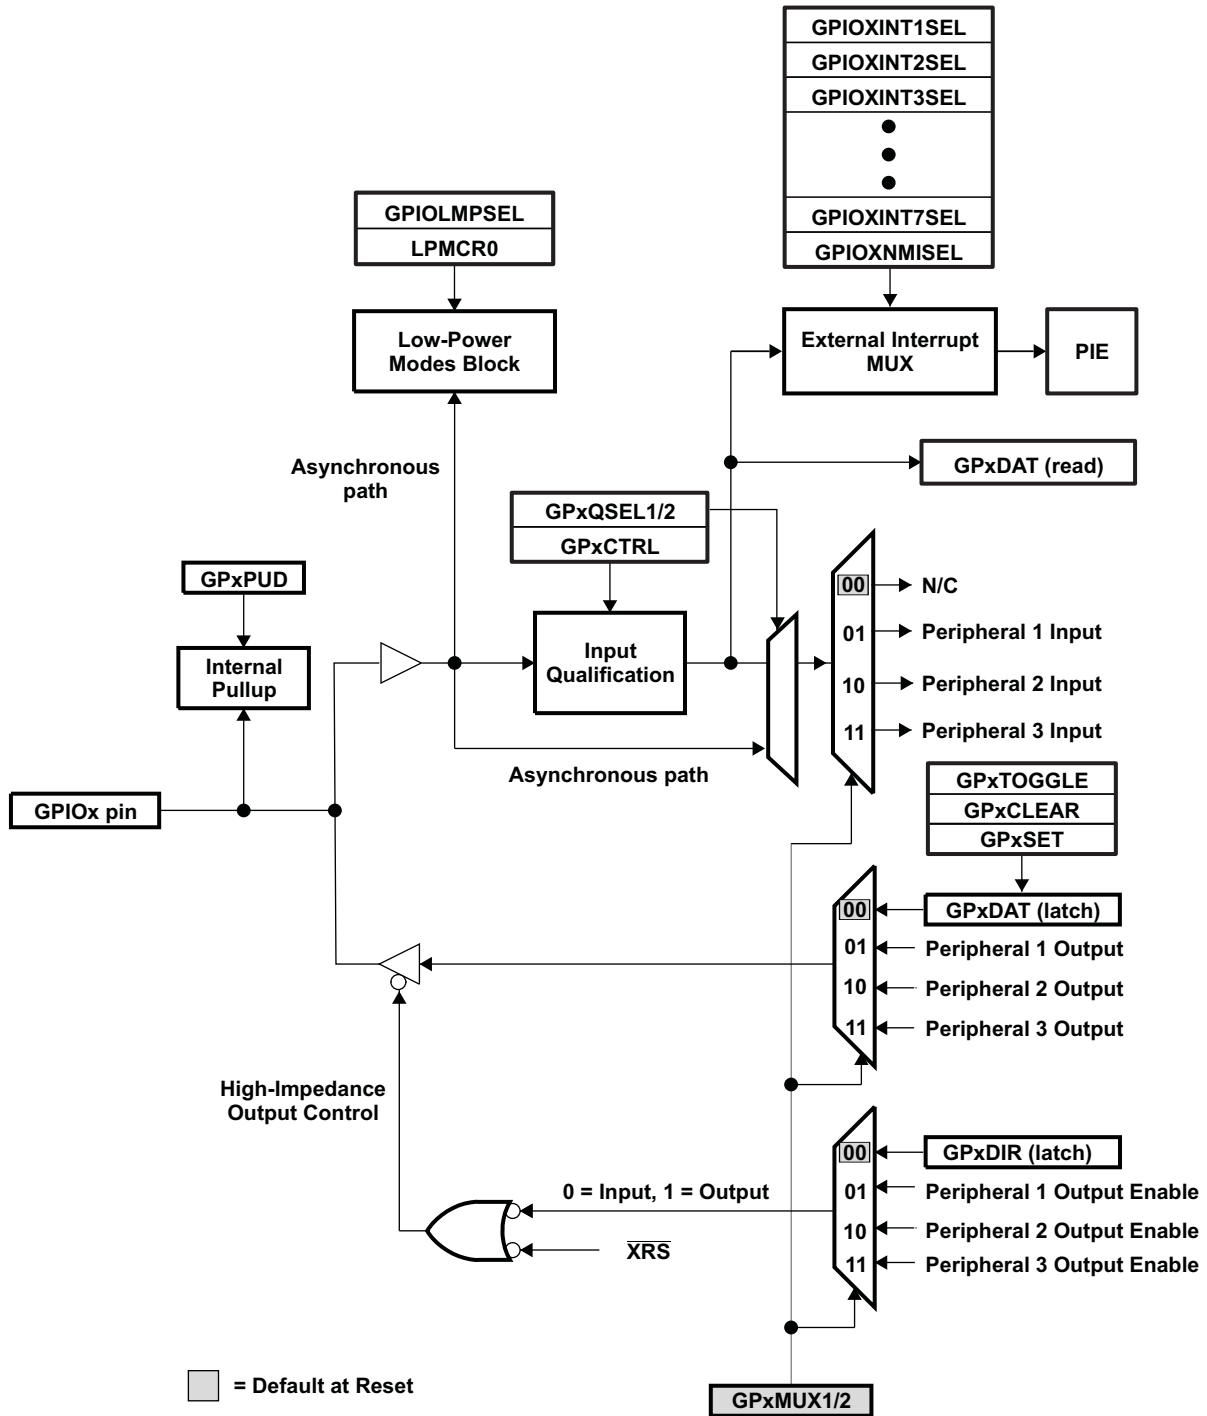 GPIOXINT1SEL
GPIOXINT2SEL
GPIOXINT3SEL
GPIOXINT7SEL
GPIOXNMISEL
GPIOLMPSEL
LPMCR0
Low-Power
Modes Block
External Interrupt
MUX
PIE
Asynchronous
path
GPxDAT (read)
GPxQSEL1/2
GPxCTRL
GPxPUD
Internal
Pullup
Input
Qualification
00
N/C
01
Peripheral 1 Input
10
Peripheral 2 Input
11
Peripheral 3 Input
Asynchronous path
GPIOx pin
GPxTOGGLE
GPxCLEAR
GPxSET
00
GPxDAT (latch)
01
Peripheral 1 Output
10
Peripheral 2 Output
11
Peripheral 3 Output
High-Impedance
Output Control
00
GPxDIR (latch)
0 = Input, 1 = Output
01
Peripheral 1 Output Enable
10
Peripheral 2 Output Enable
11
Peripheral 3 Output Enable
XRS
= Default at Reset
GPxMUX1/2